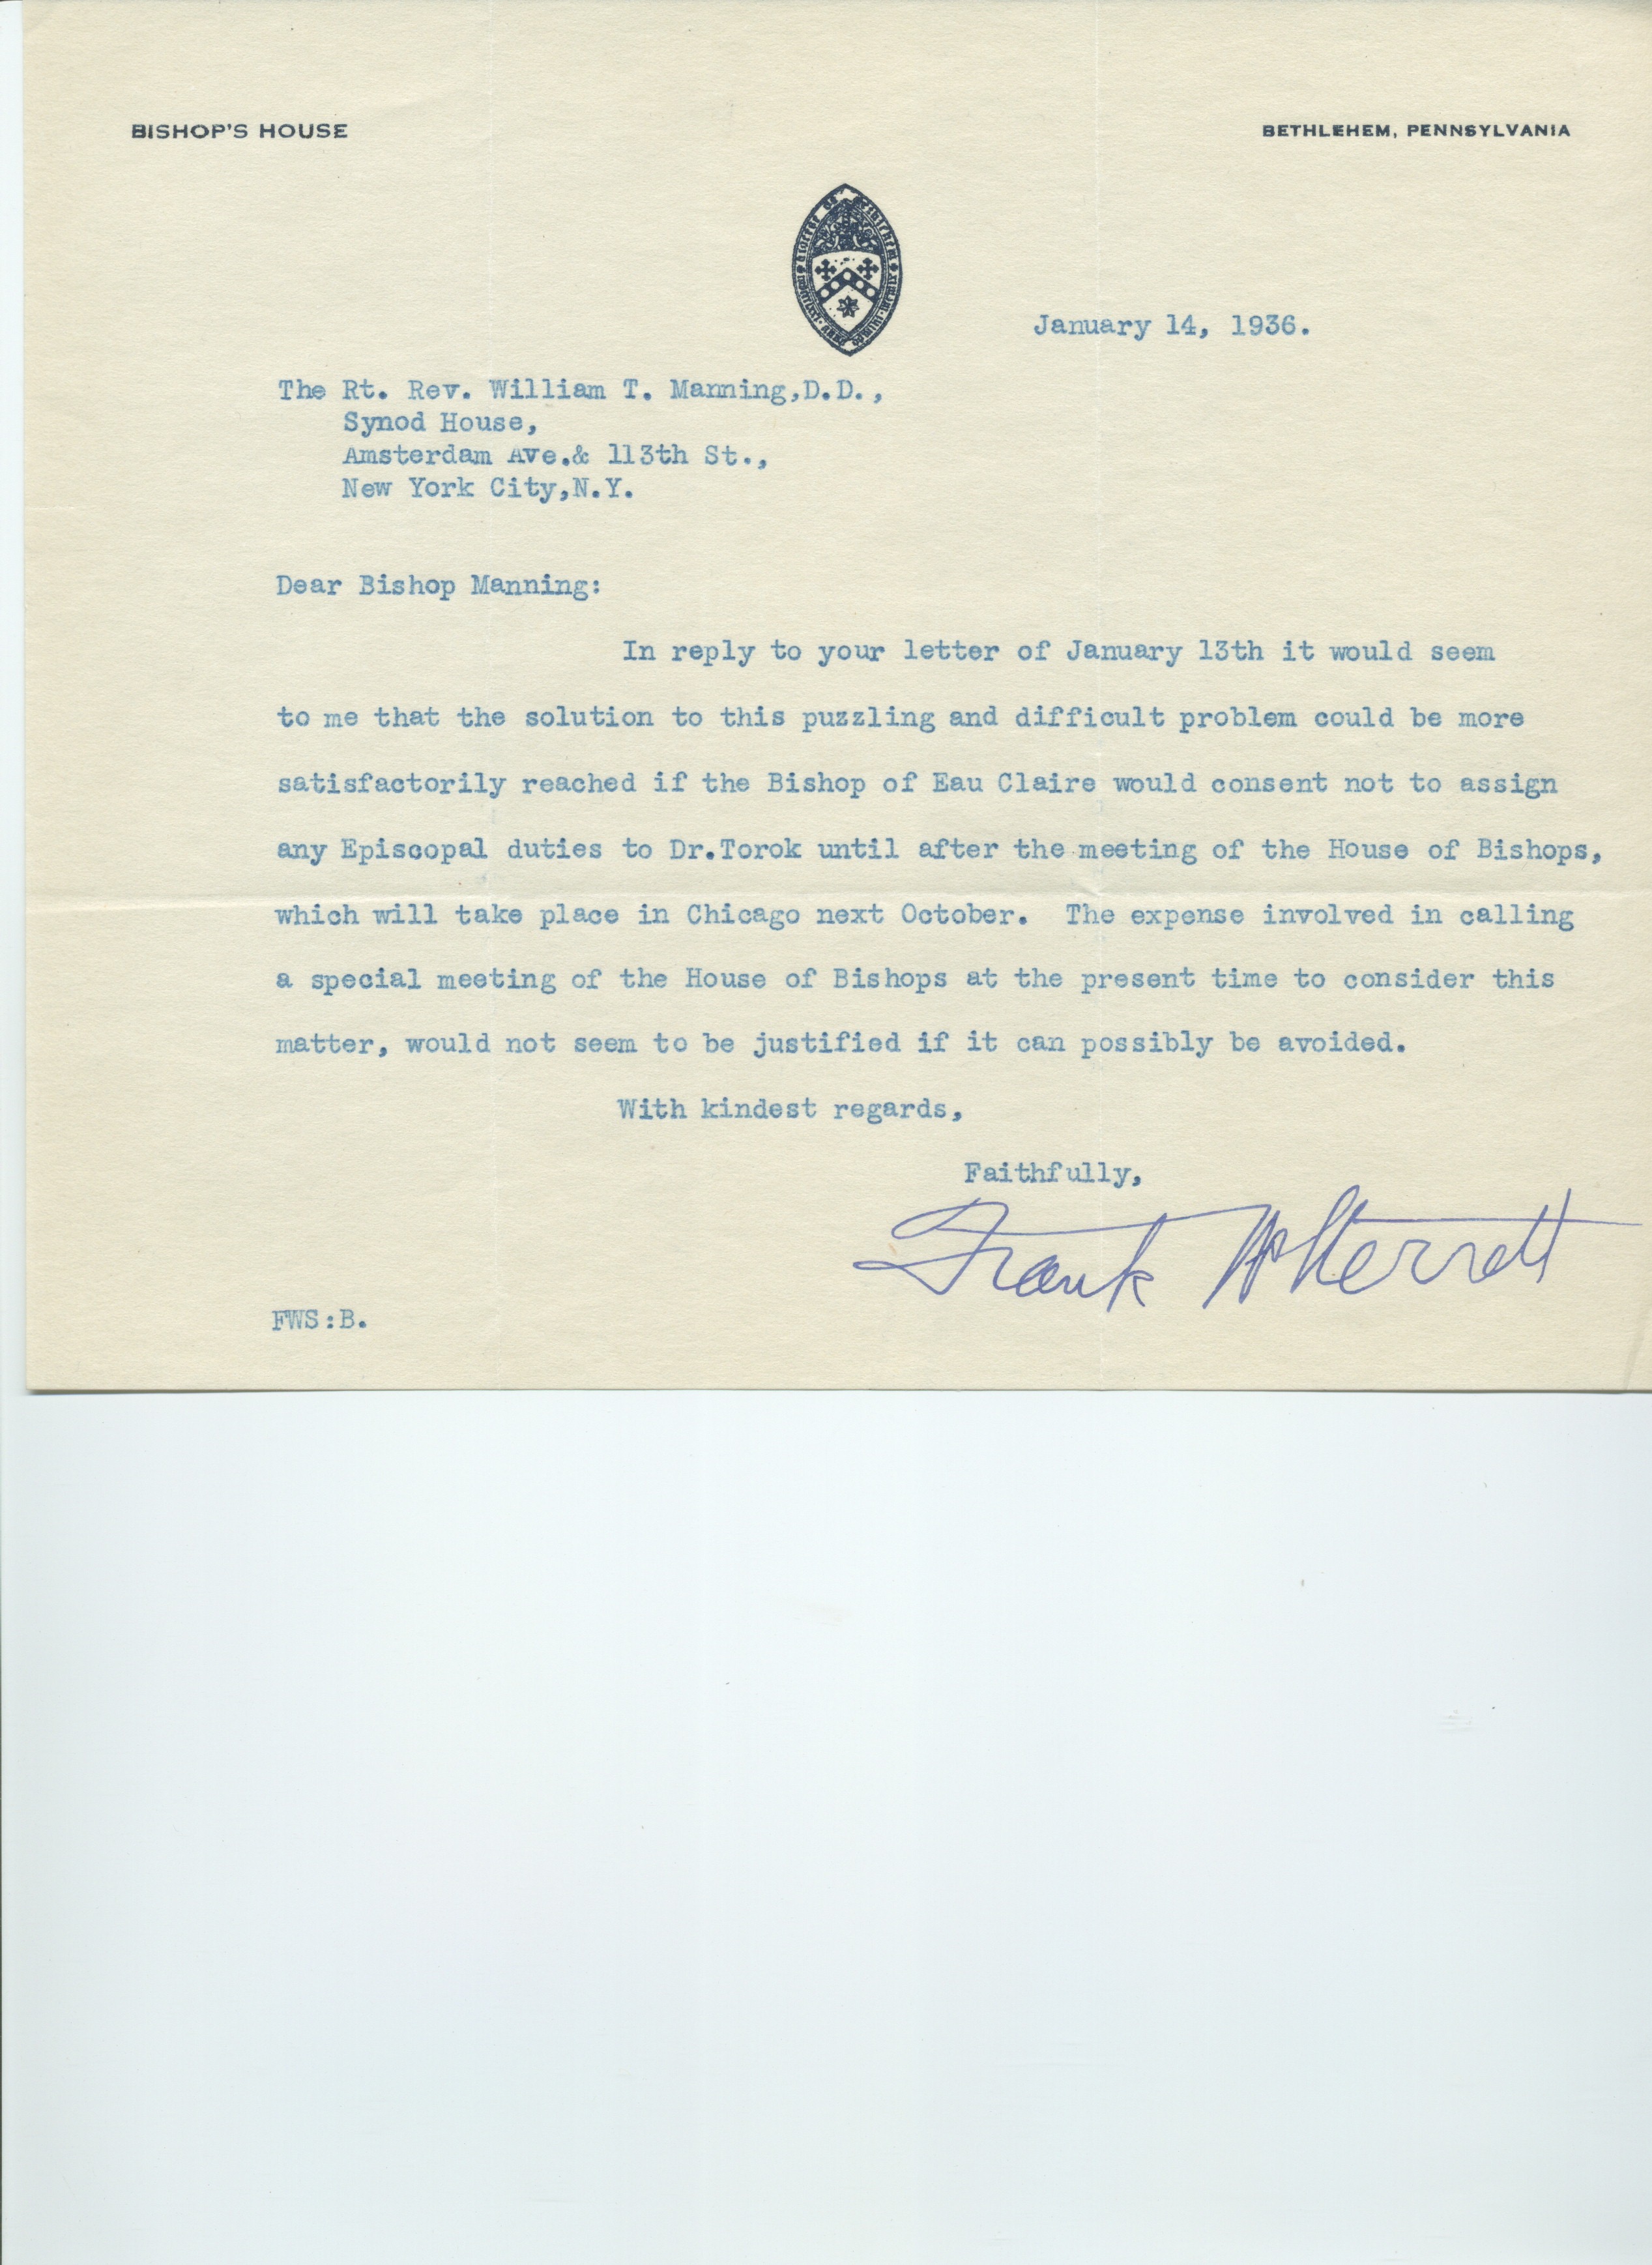 BISHOP'S HOUSE
BETHLEHEM, PENNSYLVANIA
January 14, 1936.
The Rt. Rev. William T. Manning,D.D.,
Synod House,
Amsterdam Ave.& 113th St.,
New York City,N.Y.
Dear Bishop Manning:
In reply to your letter of January 13th it would seem
to me that the solution to this puzzling and difficult problem could be more
satisfactorily reached if the Bishop of Eau Claire would consent not to assign
any Episcopal duties to Dr.Torok until after the meeting of the House of Bishops,
which will take place in Chicago next October. The expense involved in calling
a special meeting of the House of Bishops at the present time to consider this
matter, would not seem to be justified if it can possibly be avoided.
With kindest regards,
Faithfully,
Frank W Sterrett
FWS:B.